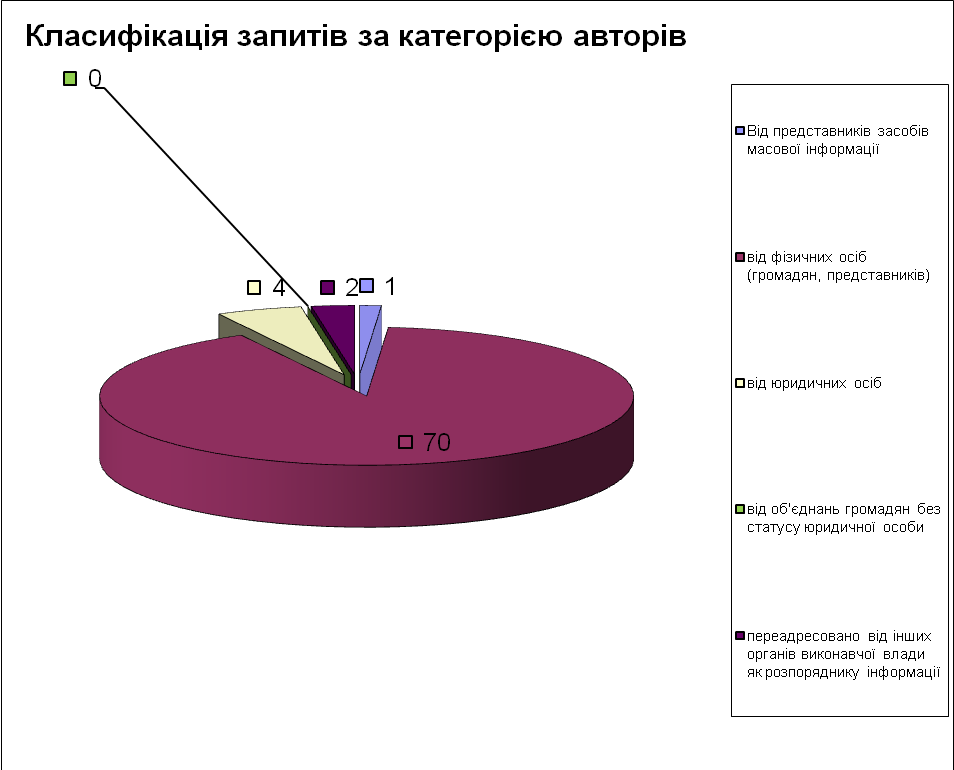 Класифікація запитів за категорією авторів
0
4
2
1
70
Від представників засобів
масової інформації
від фізичних осіб
(громадян, представників)
від юридичних осіб
від об'єднань громадян без
статусу юридичної особи
переадресовано від інших
органів виконавчої влади
як розпоряднику інформації